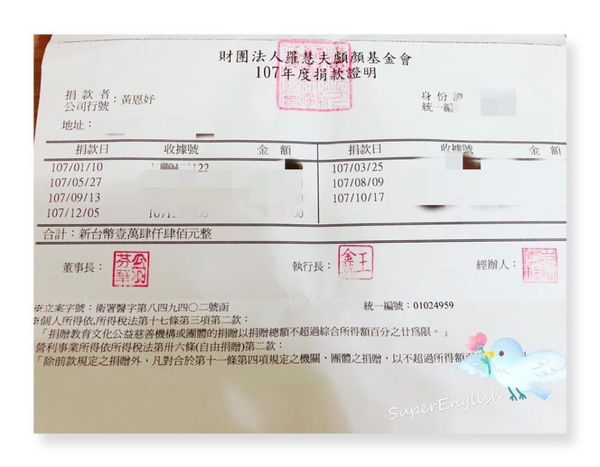 財團法人羅慧夫顱顏基金會
107年度捐款證明
捐款者：黃恩妤
公司行號
身份證
統一編
地址：
捐款日 收據號 金額 捐款日 收據號 金額
107/01/10 122 107/03/25
107/05/27 107/08/09
107/09/13 107/10/17
107/12/05
合計：新台幣壹萬肆仟肆佰元整
董事長： 執行長： 經辦人：
※立案字號：衛署醫字第八四九四○二號函 統一編號：01024959
※個人所得依.所得稅法第十七條第三項第二款：
「捐贈教育文化公益慈善機構或團體的捐贈以捐贈總額不超過綜合所得額百分之廿為限。」
營利事業所得依所得稅法第卅六條(自由捐贈)第二款：
「除前款規定之捐贈外，凡對合於第十一條第四項規定之機關、團體之捐贈，以不超過所得額
SuperEnglish